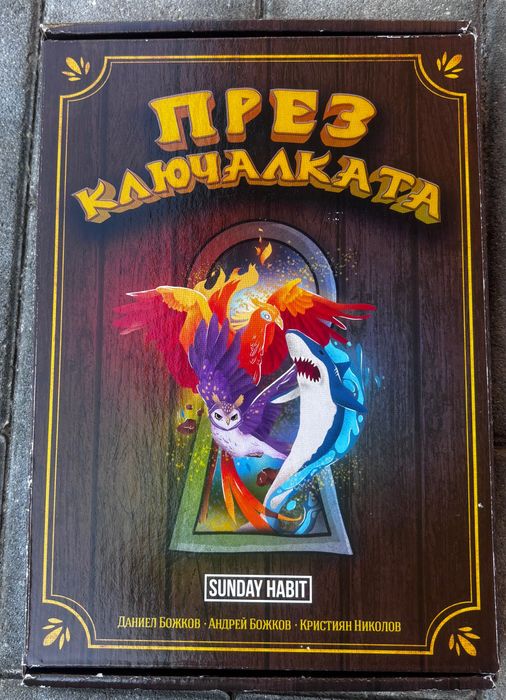 ПРЕЗ
КЛЮЧАЛКАТА
SUNDAY HABIT
ДАНИЕЛ БОЖКОВ · АНДРЕЙ БОЖКОВ · КРИСТИЯН НИКОЛОВ